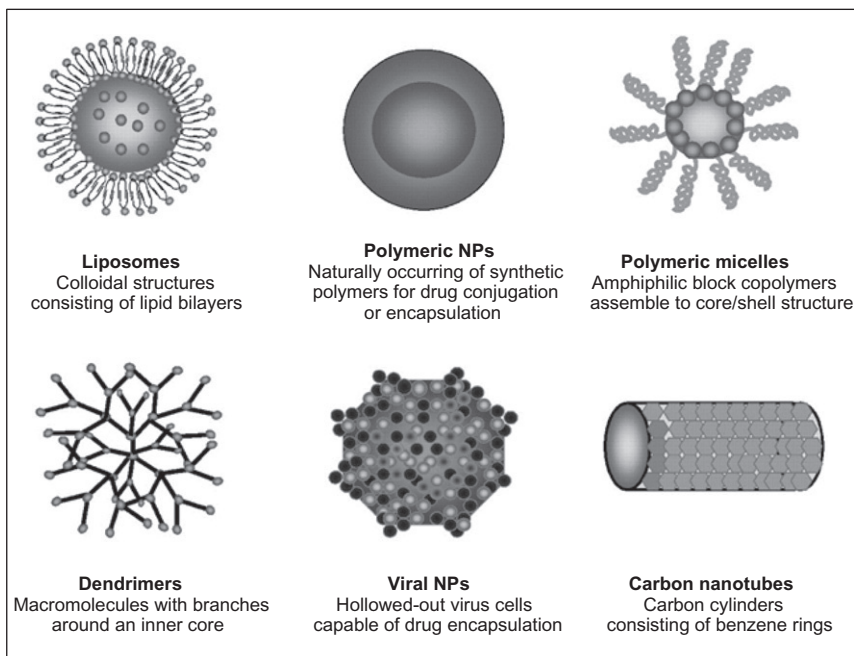 Liposomes
Colloidal structures
consisting of lipid bilayers
Polymeric NPs
Naturally occurring of synthetic
polymers for drug conjugation
or encapsulation
Polymeric micelles
Amphiphilic block copolymers
assemble to core/shell structure
Dendrimers
Macromolecules with branches
around an inner core
Viral NPs
Hollowed-out virus cells
capable of drug encapsulation
Carbon nanotubes
Carbon cylinders
consisting of benzene rings